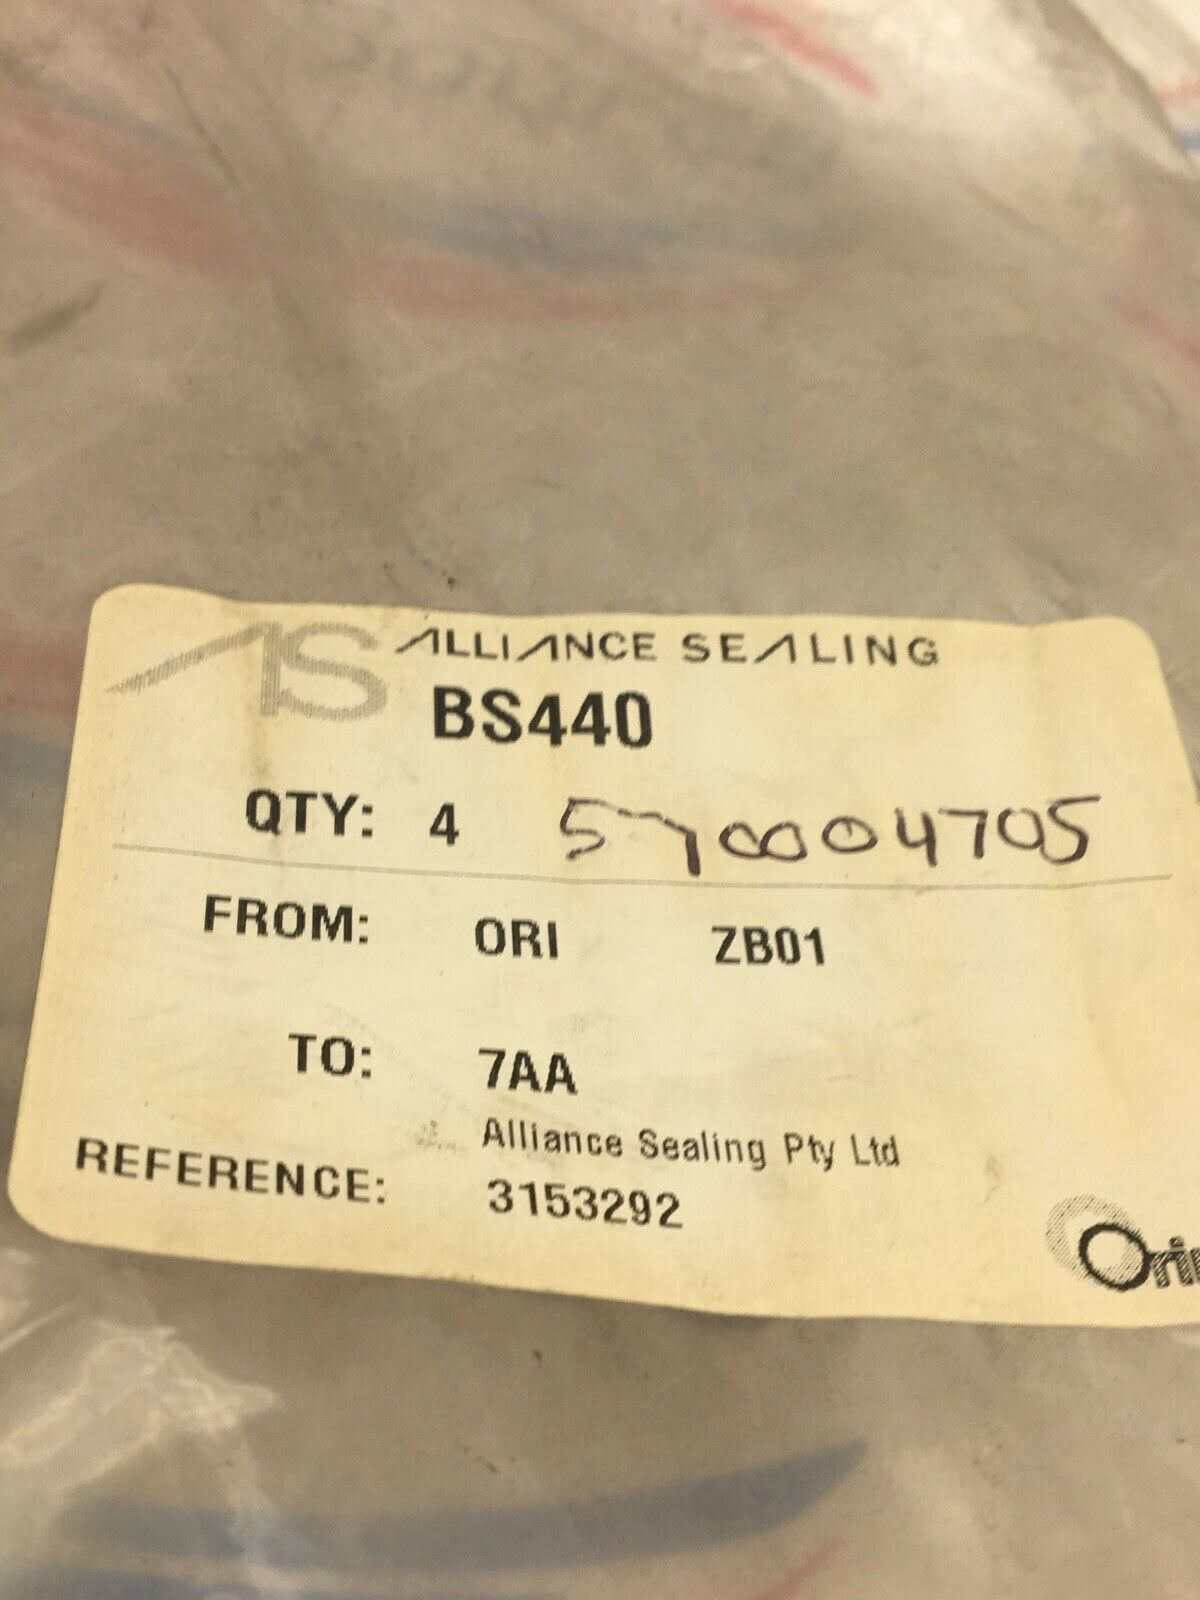 AS ALLIANCE SEALING
BS440
QTY: 4 570004705
FROM: ORI ZB01
TO: 7AA
Alliance Sealing Pty Ltd
REFERENCE: 3153292